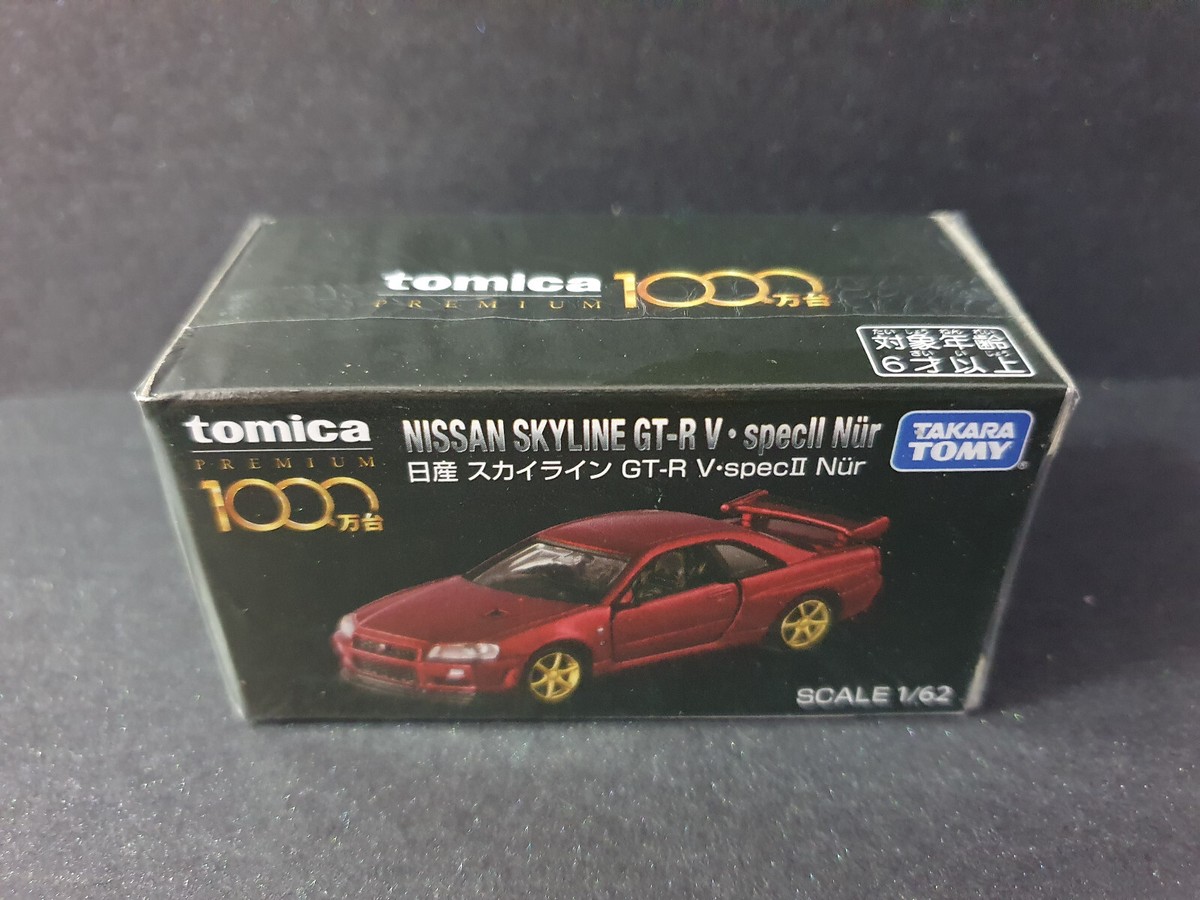 tomica 1000万台
PREMIUM
対象年齢
6才以上
tomica
PREMIUM
1000万台
NISSAN SKYLINE GT-R V・specII Nür
日産 スカイライン GT-R V・specⅡ Nür
TAKARA
TOMY
SCALE 1/62